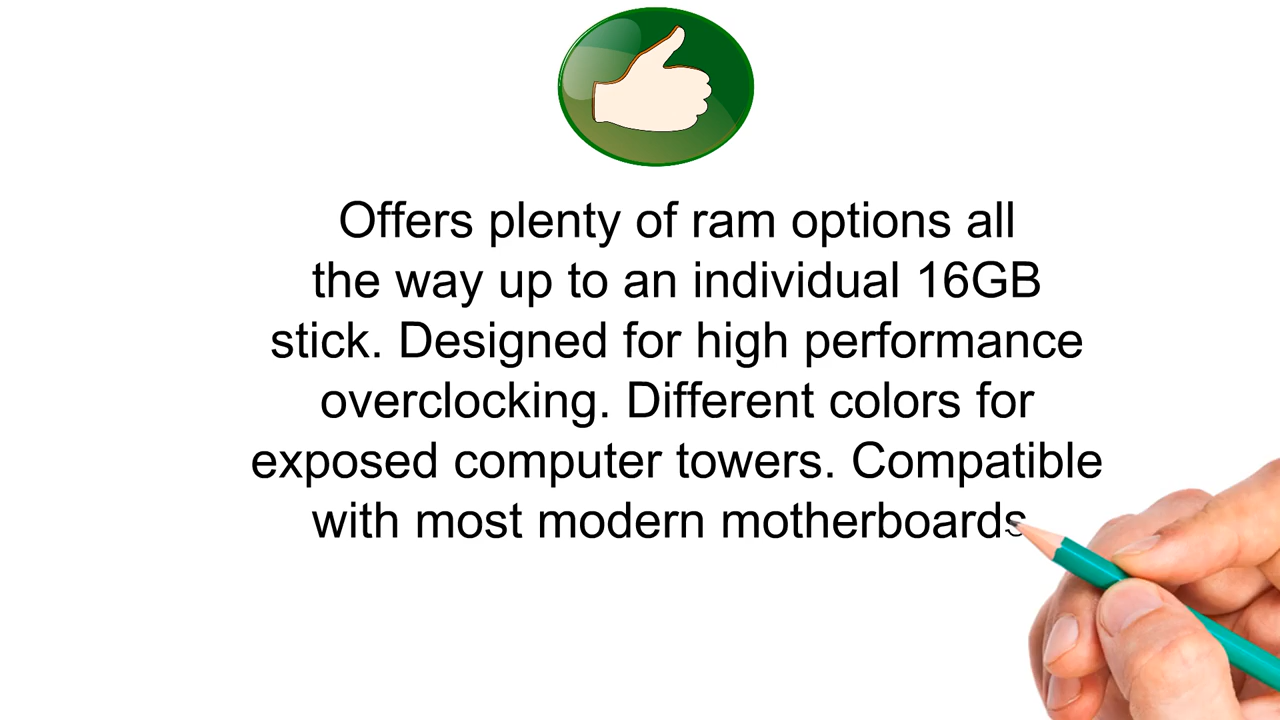 Offers plenty of ram options all
the way up to an individual 16GB
stick. Designed for high performance
overclocking. Different colors for
exposed computer towers. Compatible
with most modern motherboards